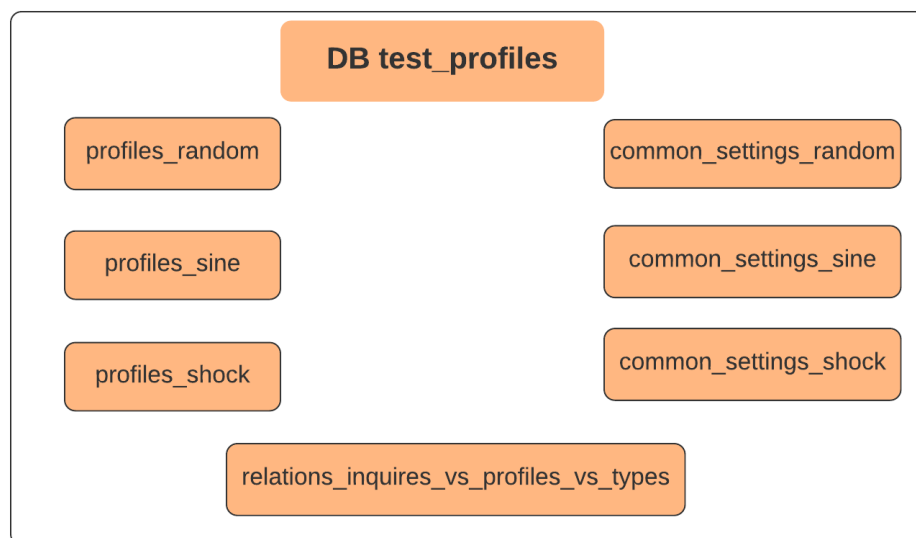 DB test_profiles
profiles_random
common_settings_random
profiles_sine
common_settings_sine
profiles_shock
common_settings_shock
relations_inquires_vs_profiles_vs_types